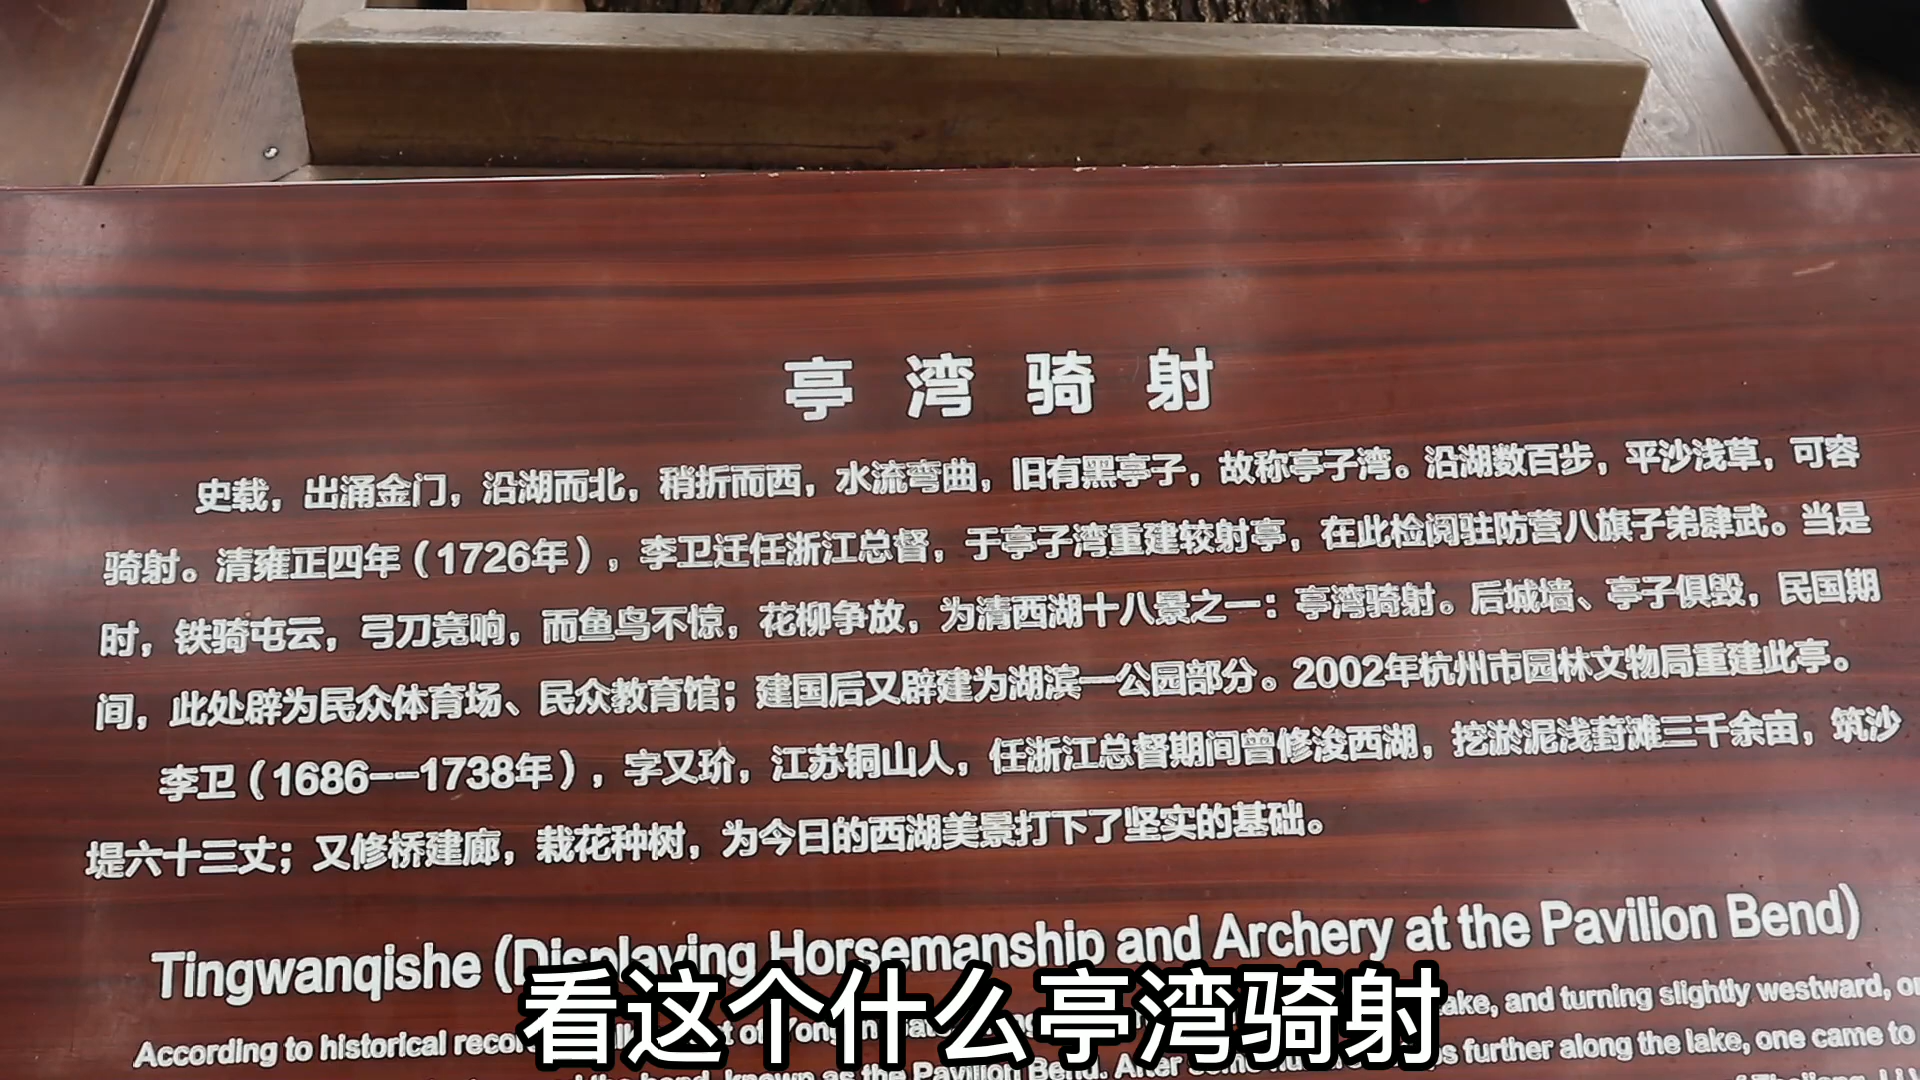 亭湾骑射
史载，出涌金门，沿湖而北，稍折而西，水流弯曲，旧有黑亭子，故称亭子湾。沿湖数百步，平沙浅草，可容
骑射。清雍正四年（1726年），李卫迁任浙江总督，于亭子湾重建较射亭，在此检阅驻防营八旗子弟肄武。当是
时，铁骑屯云，弓刀竞响，而鱼鸟不惊，花柳争放，为清西湖十八景之一：亭湾骑射。后城墙、亭子俱毁，民国期
间，此处辟为民众体育场、民众教育馆；建国后又辟建为湖滨一公园部分。2002年杭州市园林文物局重建此亭。
李卫（1686--1738年），字又玠，江苏铜山人，任浙江总督期间曾修浚西湖，挖淤泥浅葑滩三千余亩，筑沙
堤六十三丈；又修桥建廊，栽花种树，为今日的西湖美景打下了坚实的基础。
Tingwanqishe (Displaying Horsemanship and Archery at the Pavilion Bend)
According to historical ake, and turning slightly westward,
known as the Pavilion Bend. After further along the lake, one came to
看这个什么亭湾骑射